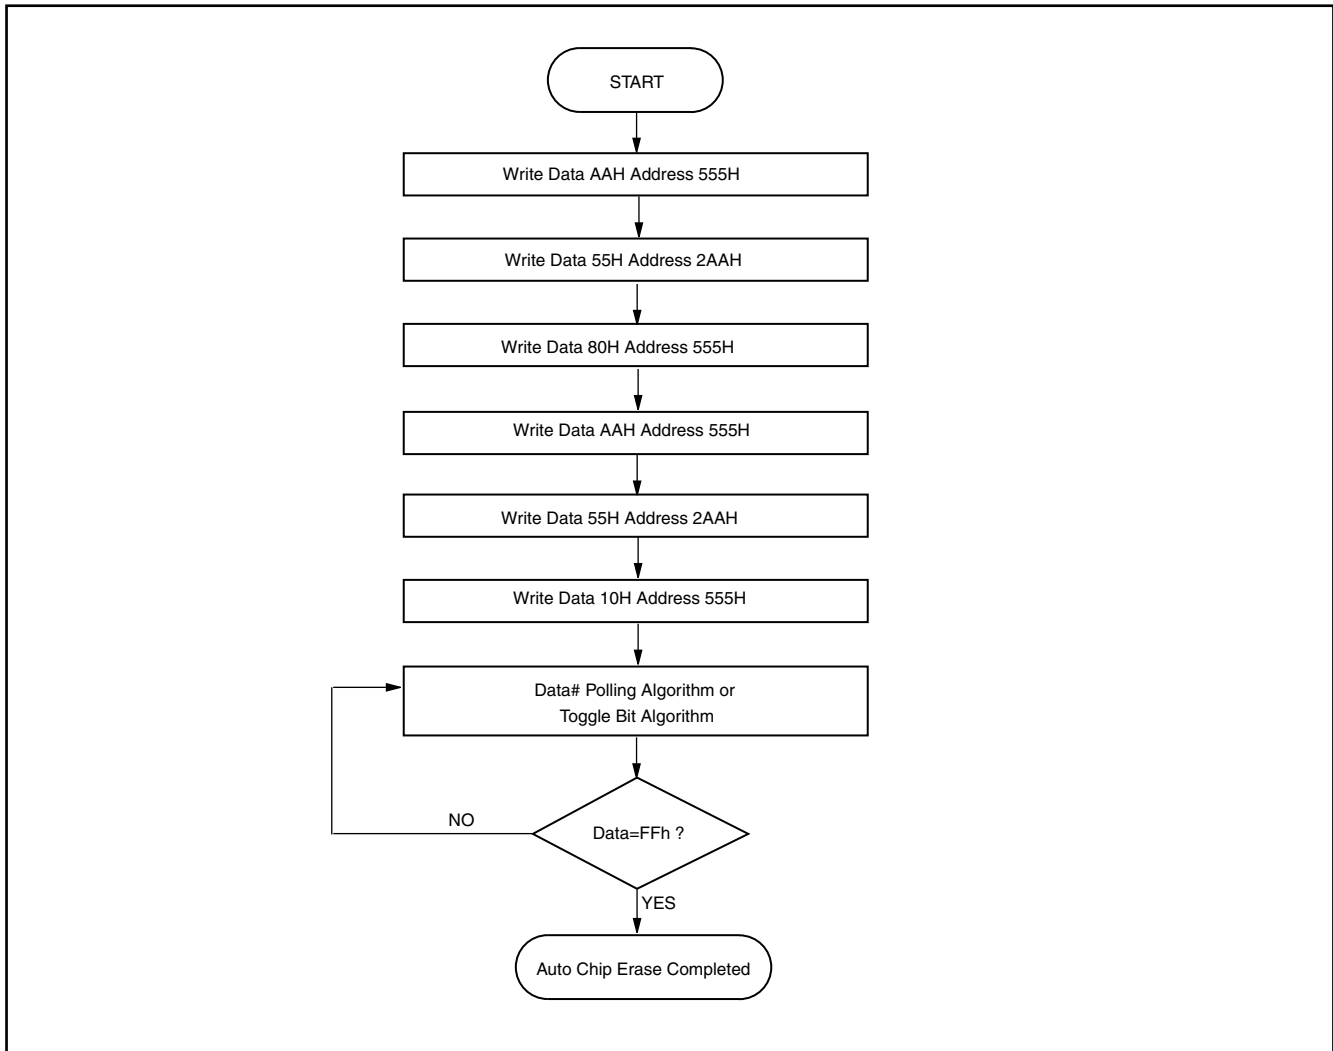 START
Write Data AAH Address 555H
Write Data 55H Address 2AAH
Write Data 80H Address 555H
Write Data AAH Address 555H
Write Data 55H Address 2AAH
Write Data 10H Address 555H
Data# Polling Algorithm or
Toggle Bit Algorithm
NO
Data=FFh ?
YES
Auto Chip Erase Completed